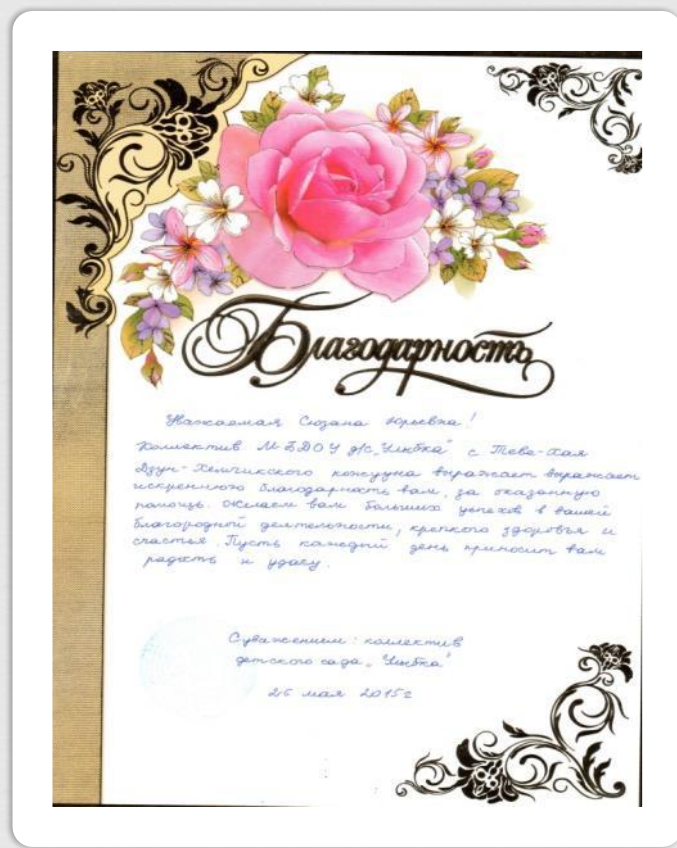 Благодарность
Уважаемая Сюзана Юрьевна!
Коллектив МБДОУ д/с "Улыбка" с Теве-Хая
Дзун-Хемчикского кожууна выражает выражает
искреннюю благодарность вам, за оказанную
помощь. Желаем вам больших успехов в вашей
благородной деятельности, крепкого здоровья и
счастья. Пусть каждый день приносит вам
радость и удачу.
С уважением: коллектив
детского сада „Улыбка"
26 мая 2015г